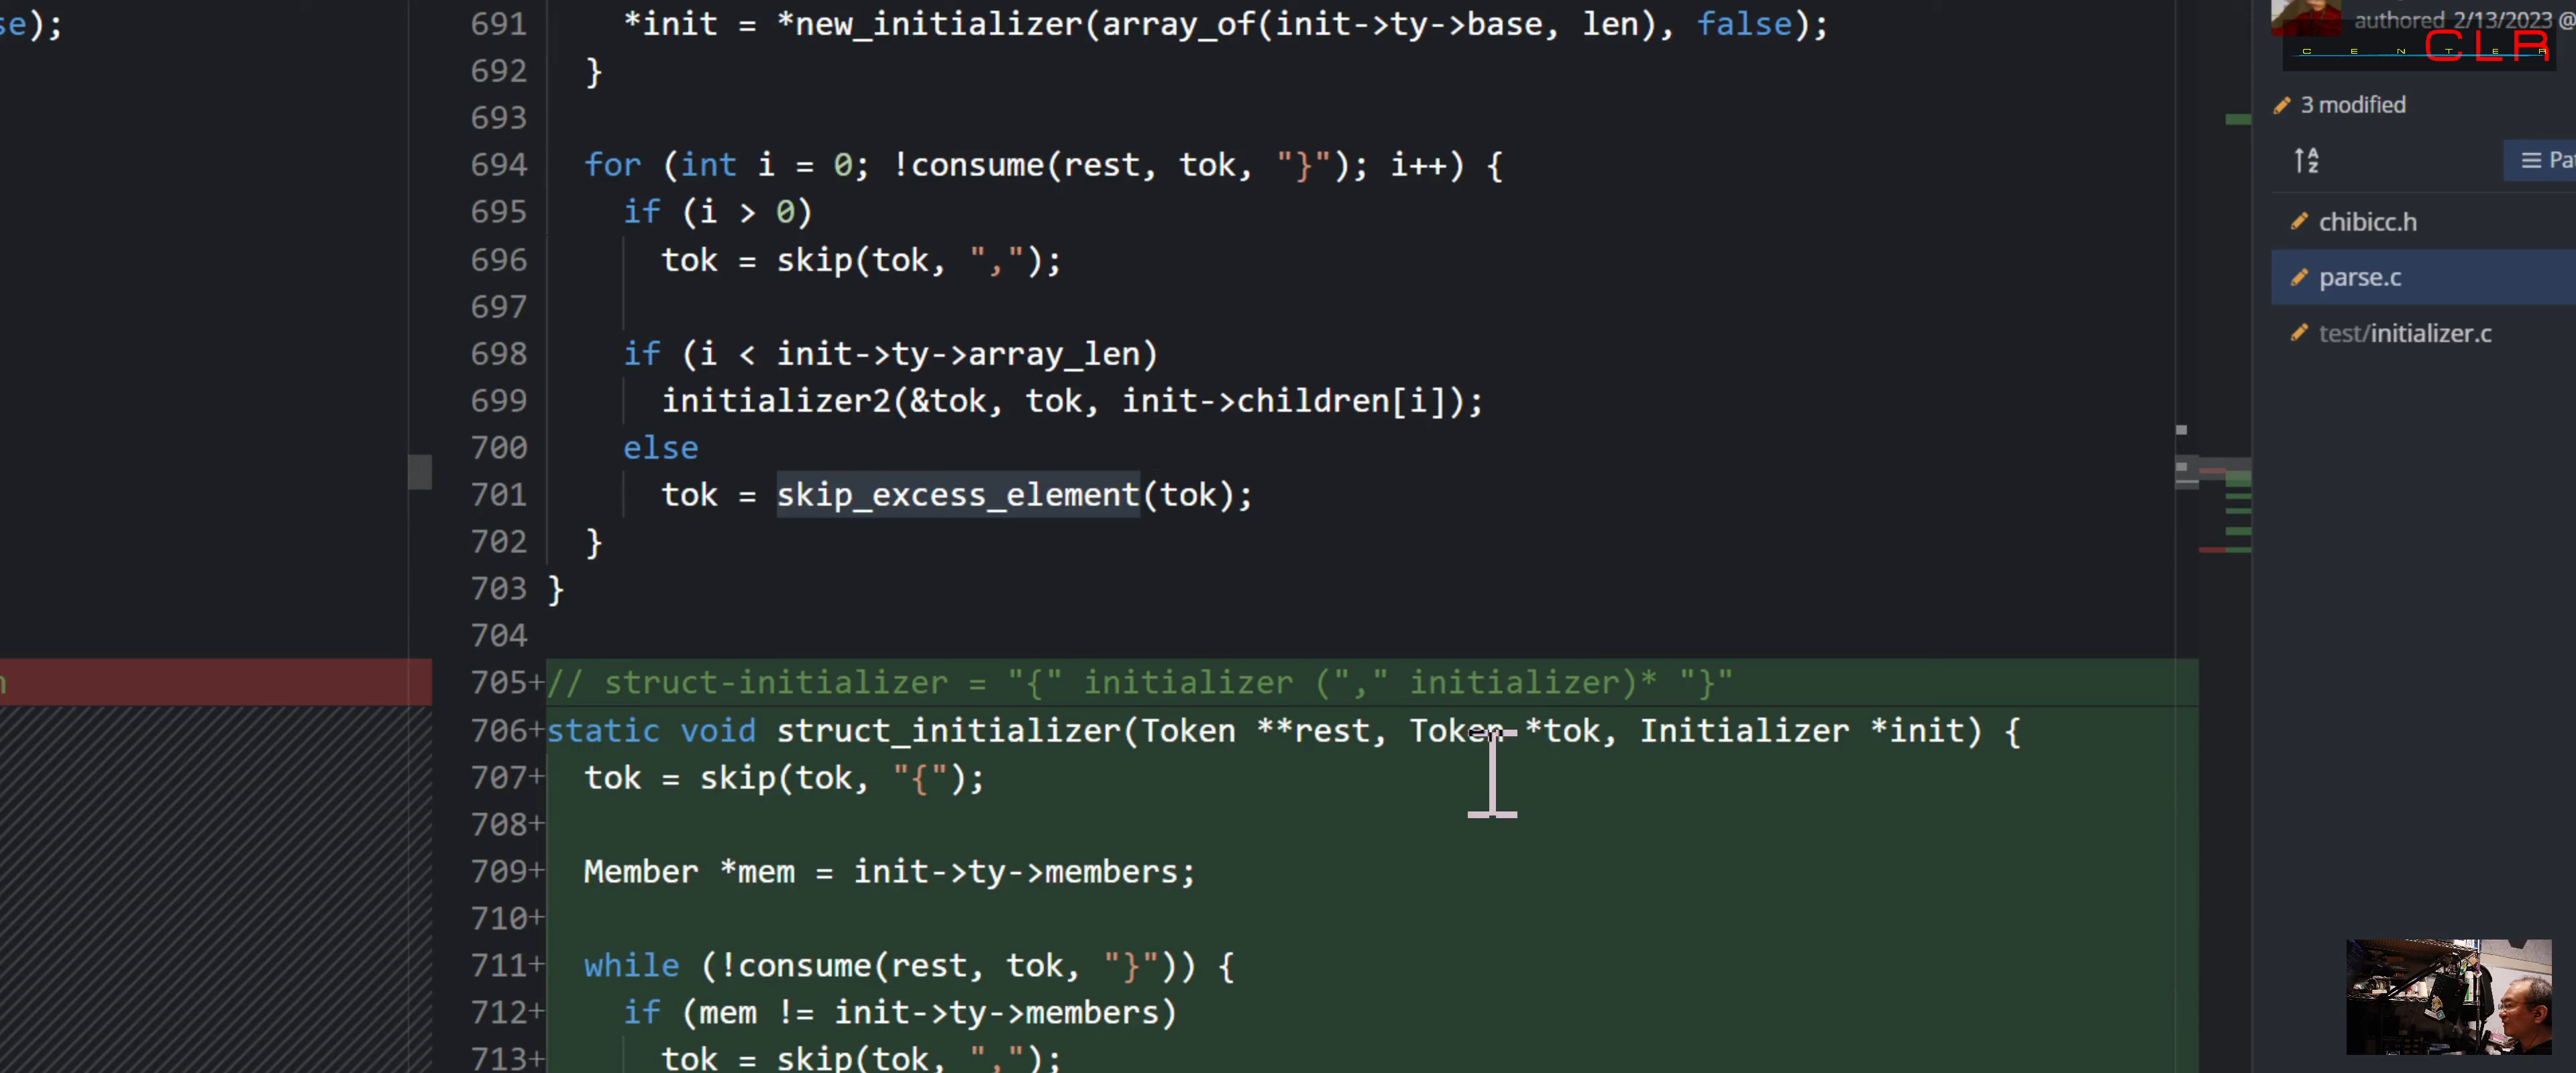 se);
691 *init = *new_initializer(array_of(init->ty->base, len), false);
692 }
693
694 for (int i = 0; !consume(rest, tok, "}"); i++) {
695 if (i > 0)
696 tok = skip(tok, ",");
697
698 if (i < init->ty->array_len)
699 initializer2(&tok, tok, init->children[i]);
700 else
701 tok = skip_excess_element(tok);
702 }
703 }
704
705+ // struct-initializer = "{" initializer ("," initializer)* "}"
706+ static void struct_initializer(Token **rest, Token *tok, Initializer *init) {
707+ tok = skip(tok, "{");
708+
709+ Member *mem = init->ty->members;
710+
711+ while (!consume(rest, tok, "}")) {
712+ if (mem != init->ty->members)
713+ tok = skip(tok, ",");
authored 2/13/2023 @
CENTER CLR
3 modified
A
Z
Pat
chibicc.h
parse.c
test/initializer.c